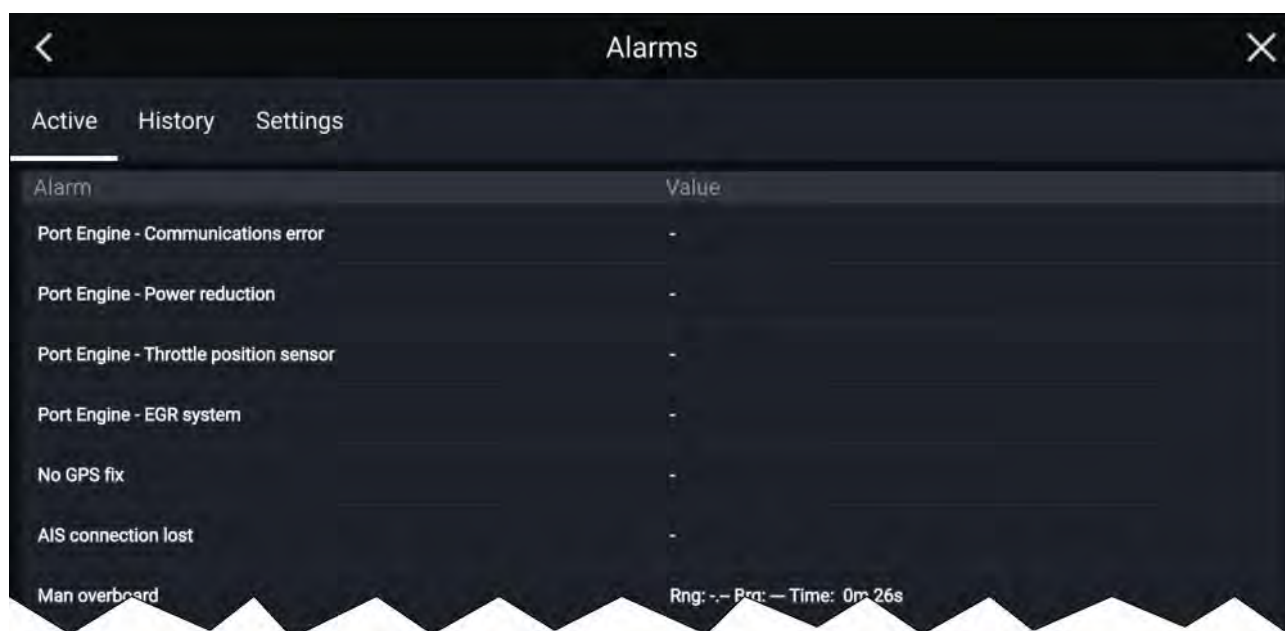 Alarms
Active History Settings
Alarm Value
Port Engine - Communications error -
Port Engine - Power reduction -
Port Engine - Throttle position sensor -
Port Engine - EGR system -
No GPS fix -
AIS connection lost -
Man overboard Rng: -.-- Brg: --- Time: 0m 26s